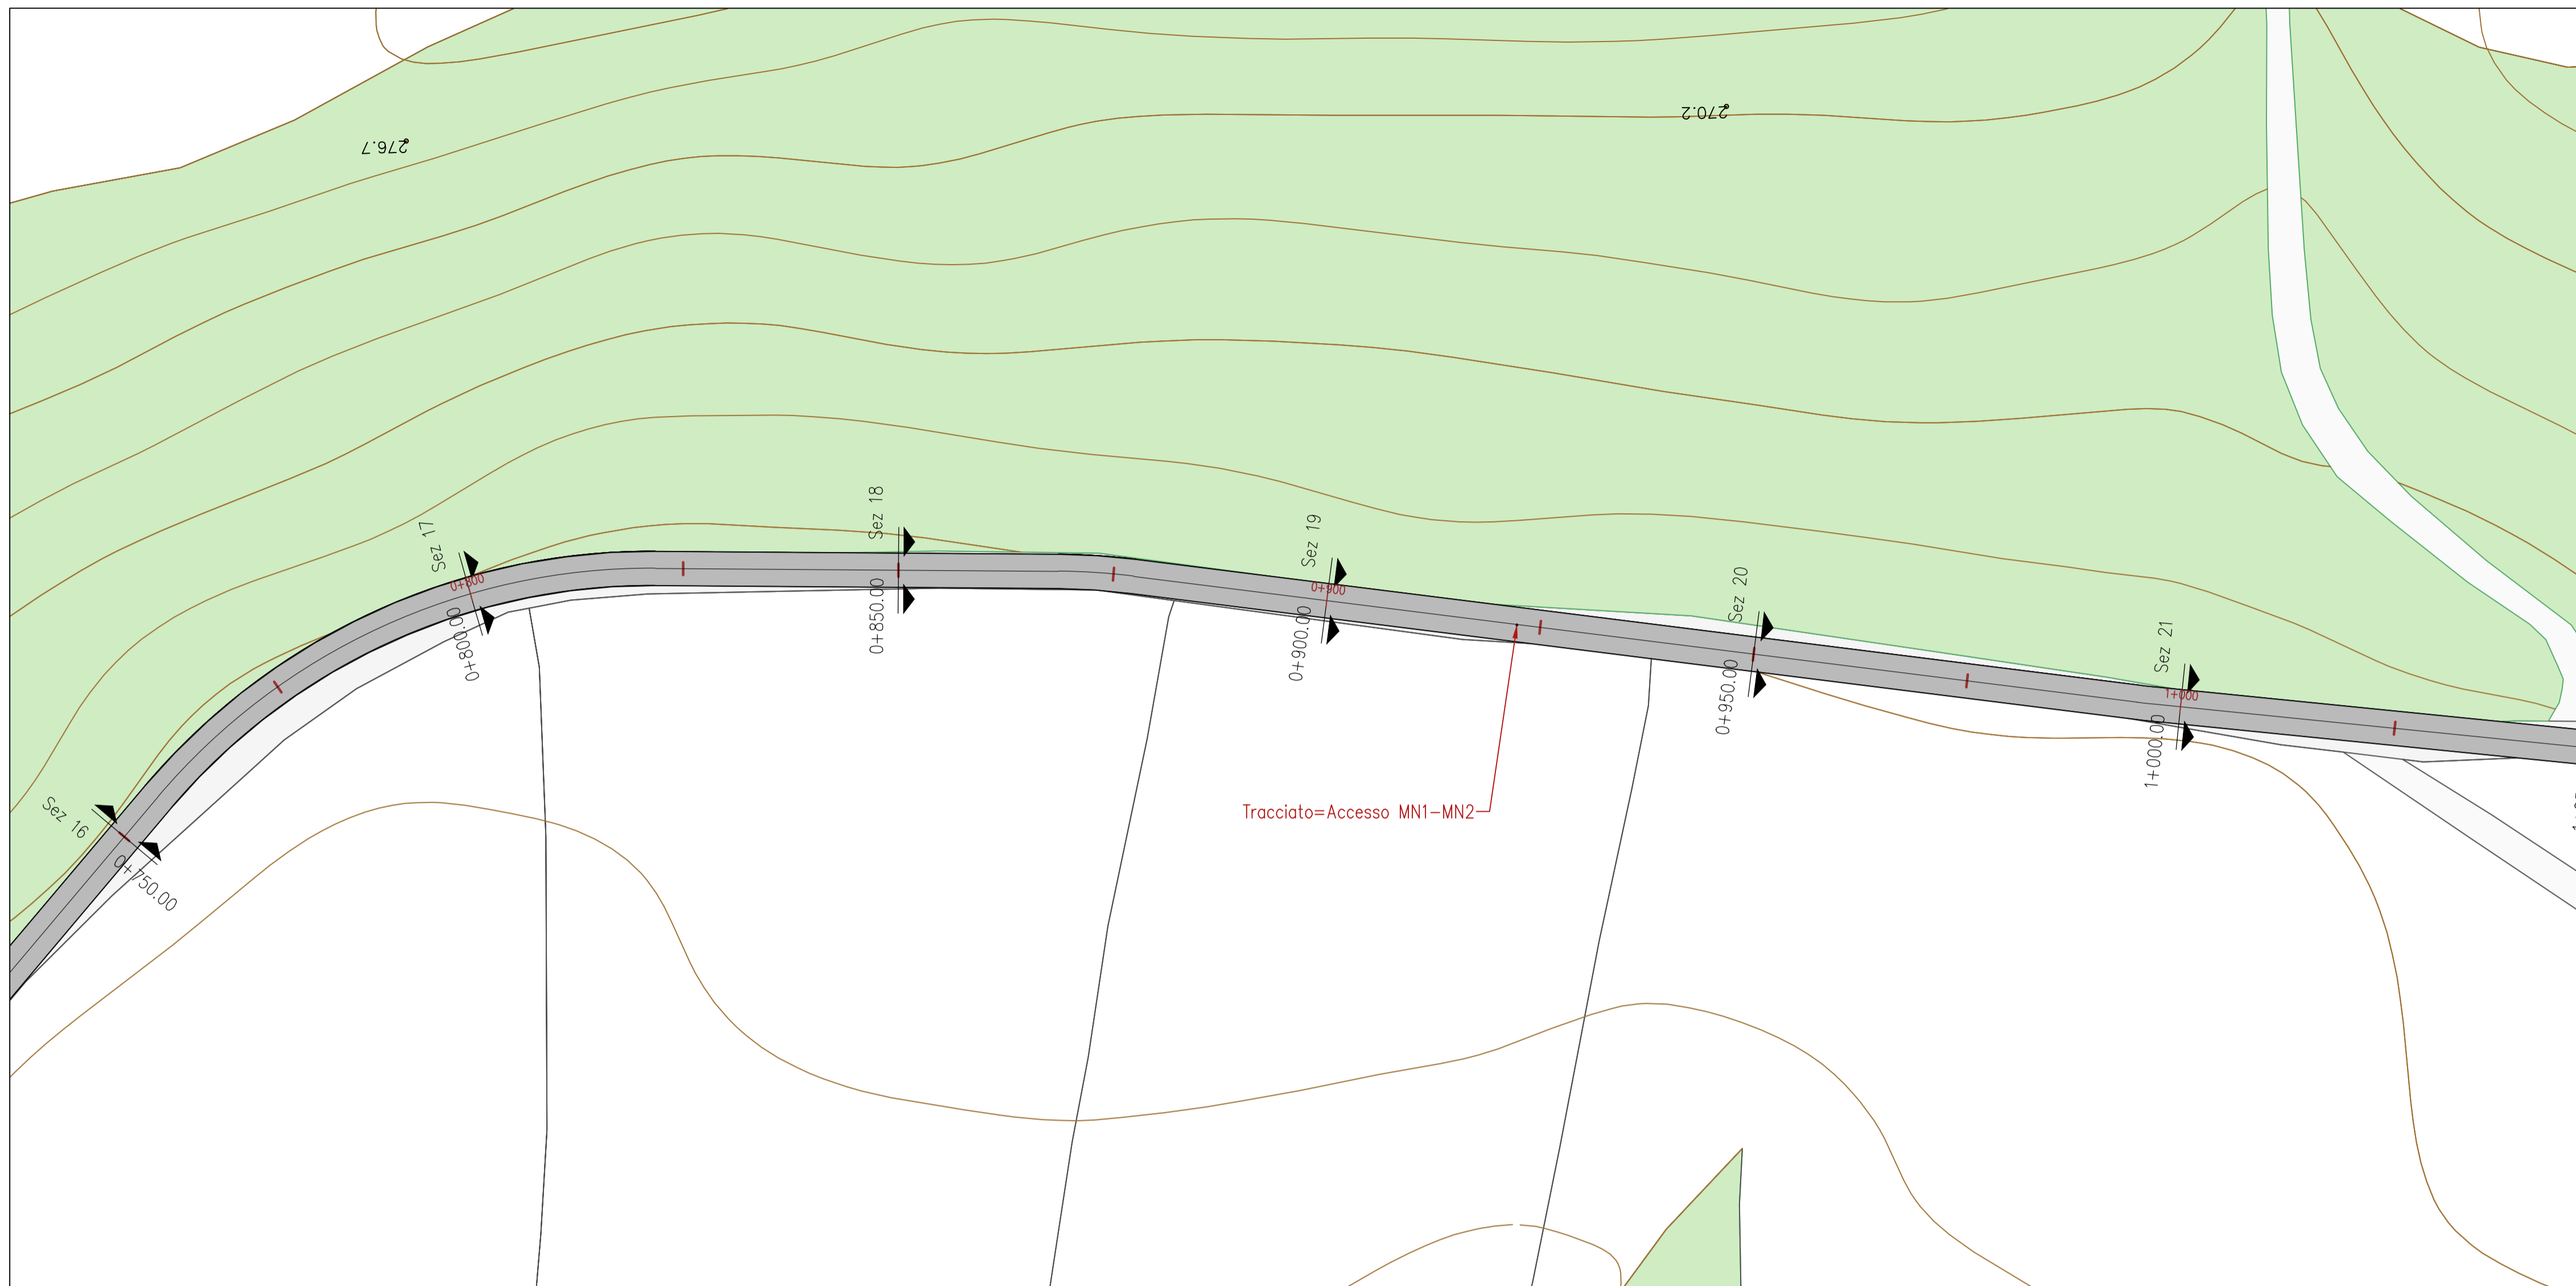 276.7
270.2
Sez 16
0+750.00
Sez 17
0+800
0+800.00
Sez 18
0+850.00
Sez 19
0+900
0+900.00
Sez 20
0+950.00
Sez 21
1+000
1+000.00
Tracciato=Accesso MN1-MN2